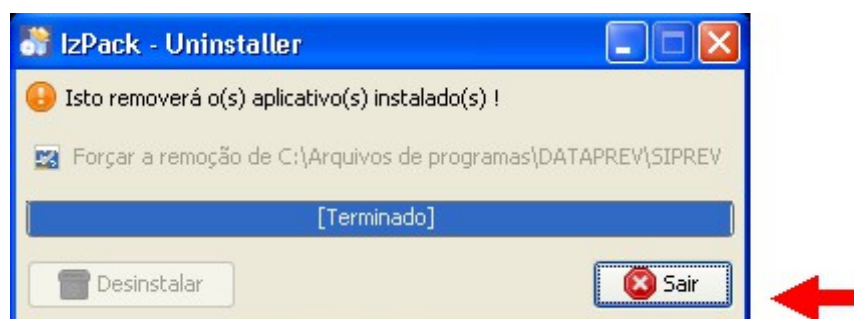 IzPack - Uninstaller
Isto removerá o(s) aplicativo(s) instalado(s) !
Forçar a remoção de C:\Arquivos de programas\DATAPREV\SIPREV
[Terminado]
Desinstalar
Sair